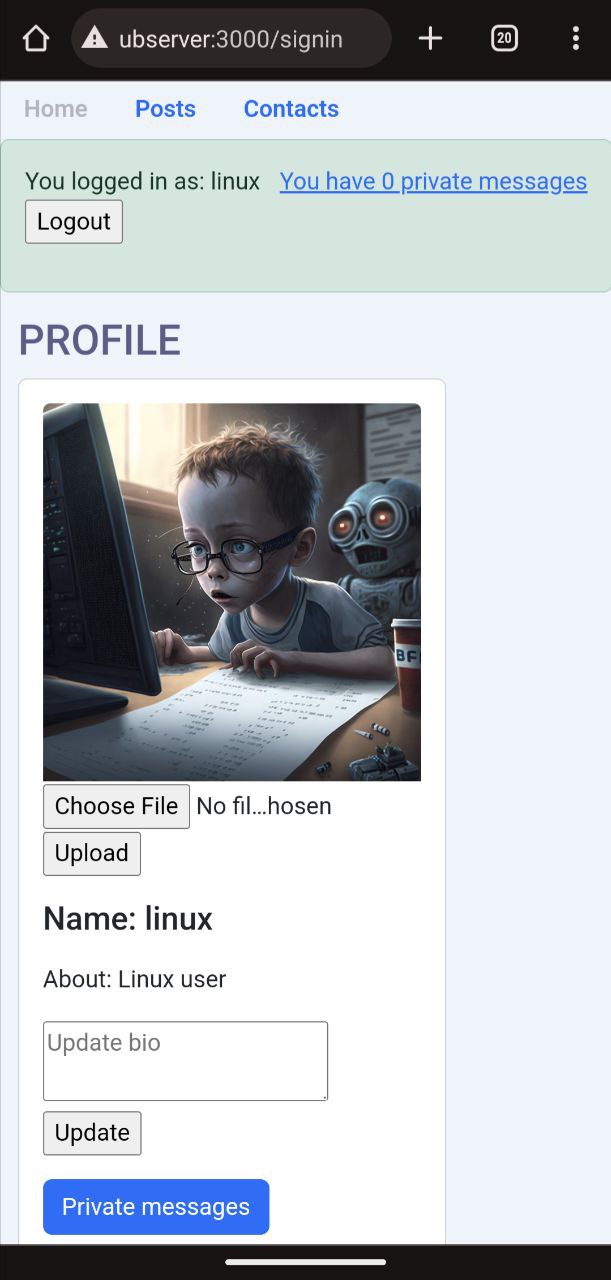 ubserver:3000/signin
20
Home Posts Contacts
You logged in as: linux You have 0 private messages
Logout
PROFILE
BF
Choose File No fil...hosen
Upload
Name: linux
About: Linux user
Update bio
Update
Private messages